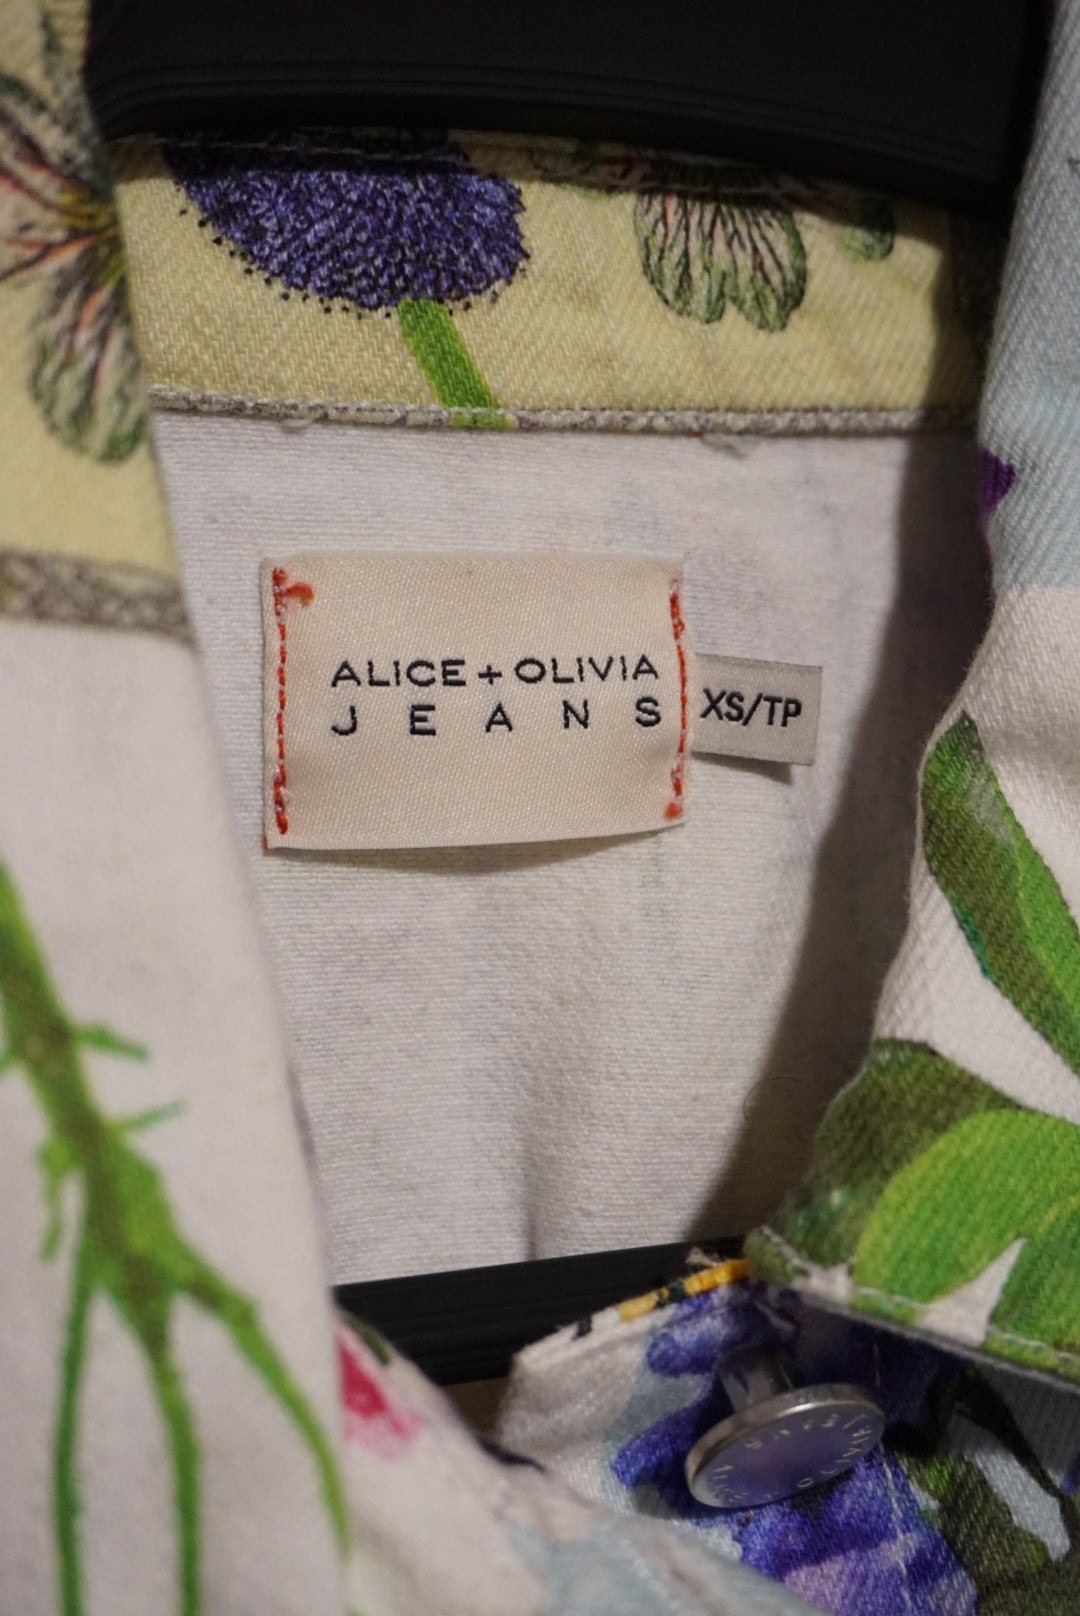 ALICE + OLIVIA
JEANS
XS/TP